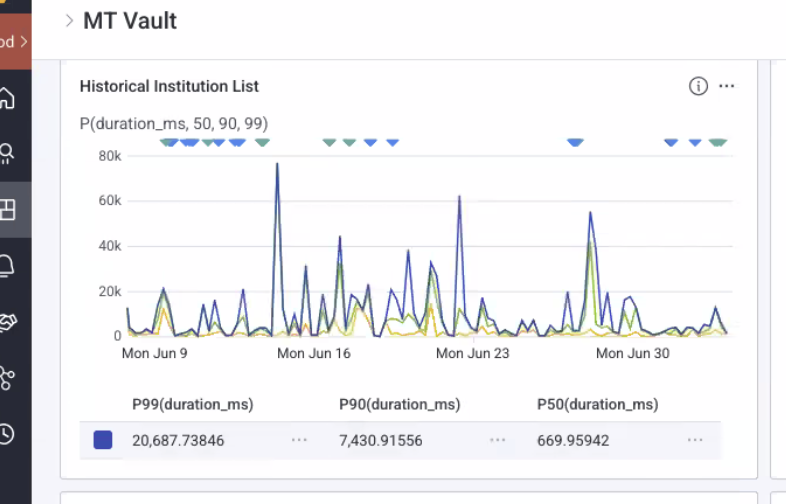 MT Vault
od
Historical Institution List
P(duration_ms, 50, 90, 99)
80k
60k
40k
20k
0
Mon Jun 9 Mon Jun 16 Mon Jun 23 Mon Jun 30
P99(duration_ms) P90(duration_ms) P50(duration_ms)
20,687.73846 7,430.91556 669.95942